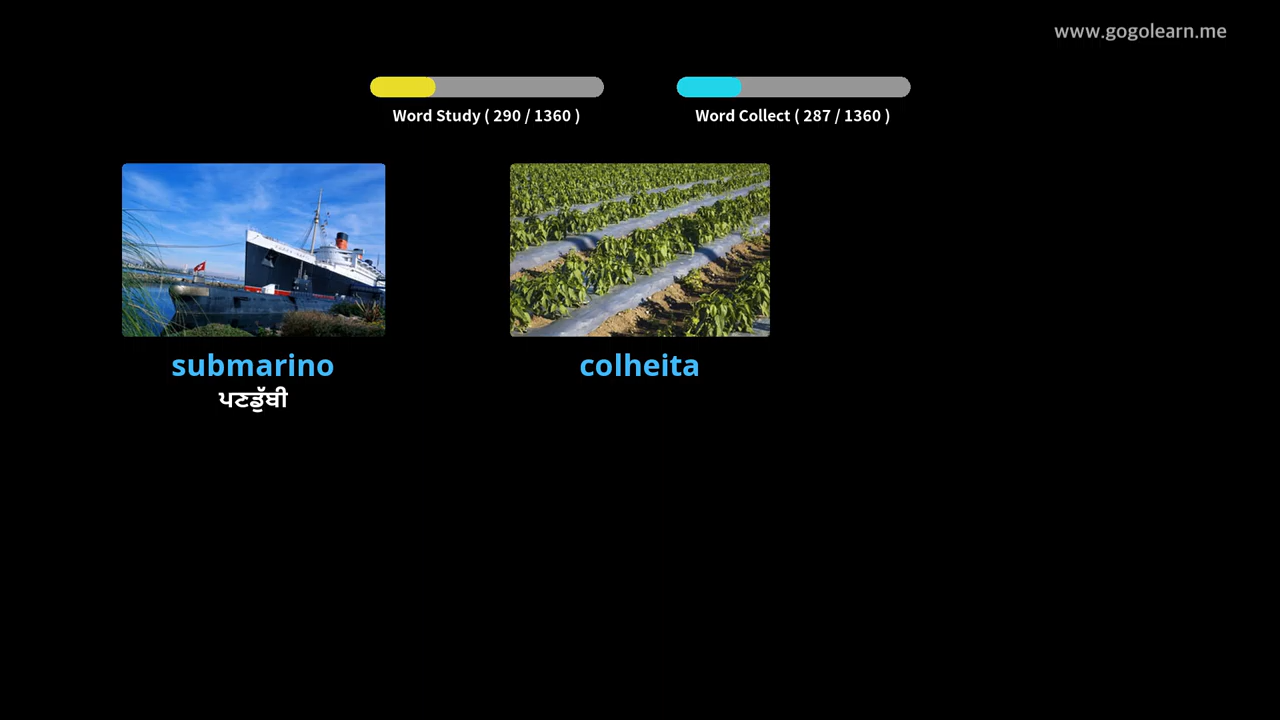 www.gogolearn.me
Word Study ( 290 / 1360 )
Word Collect ( 287 / 1360 )
submarino
ਪਣਡੁੱਬੀ
colheita